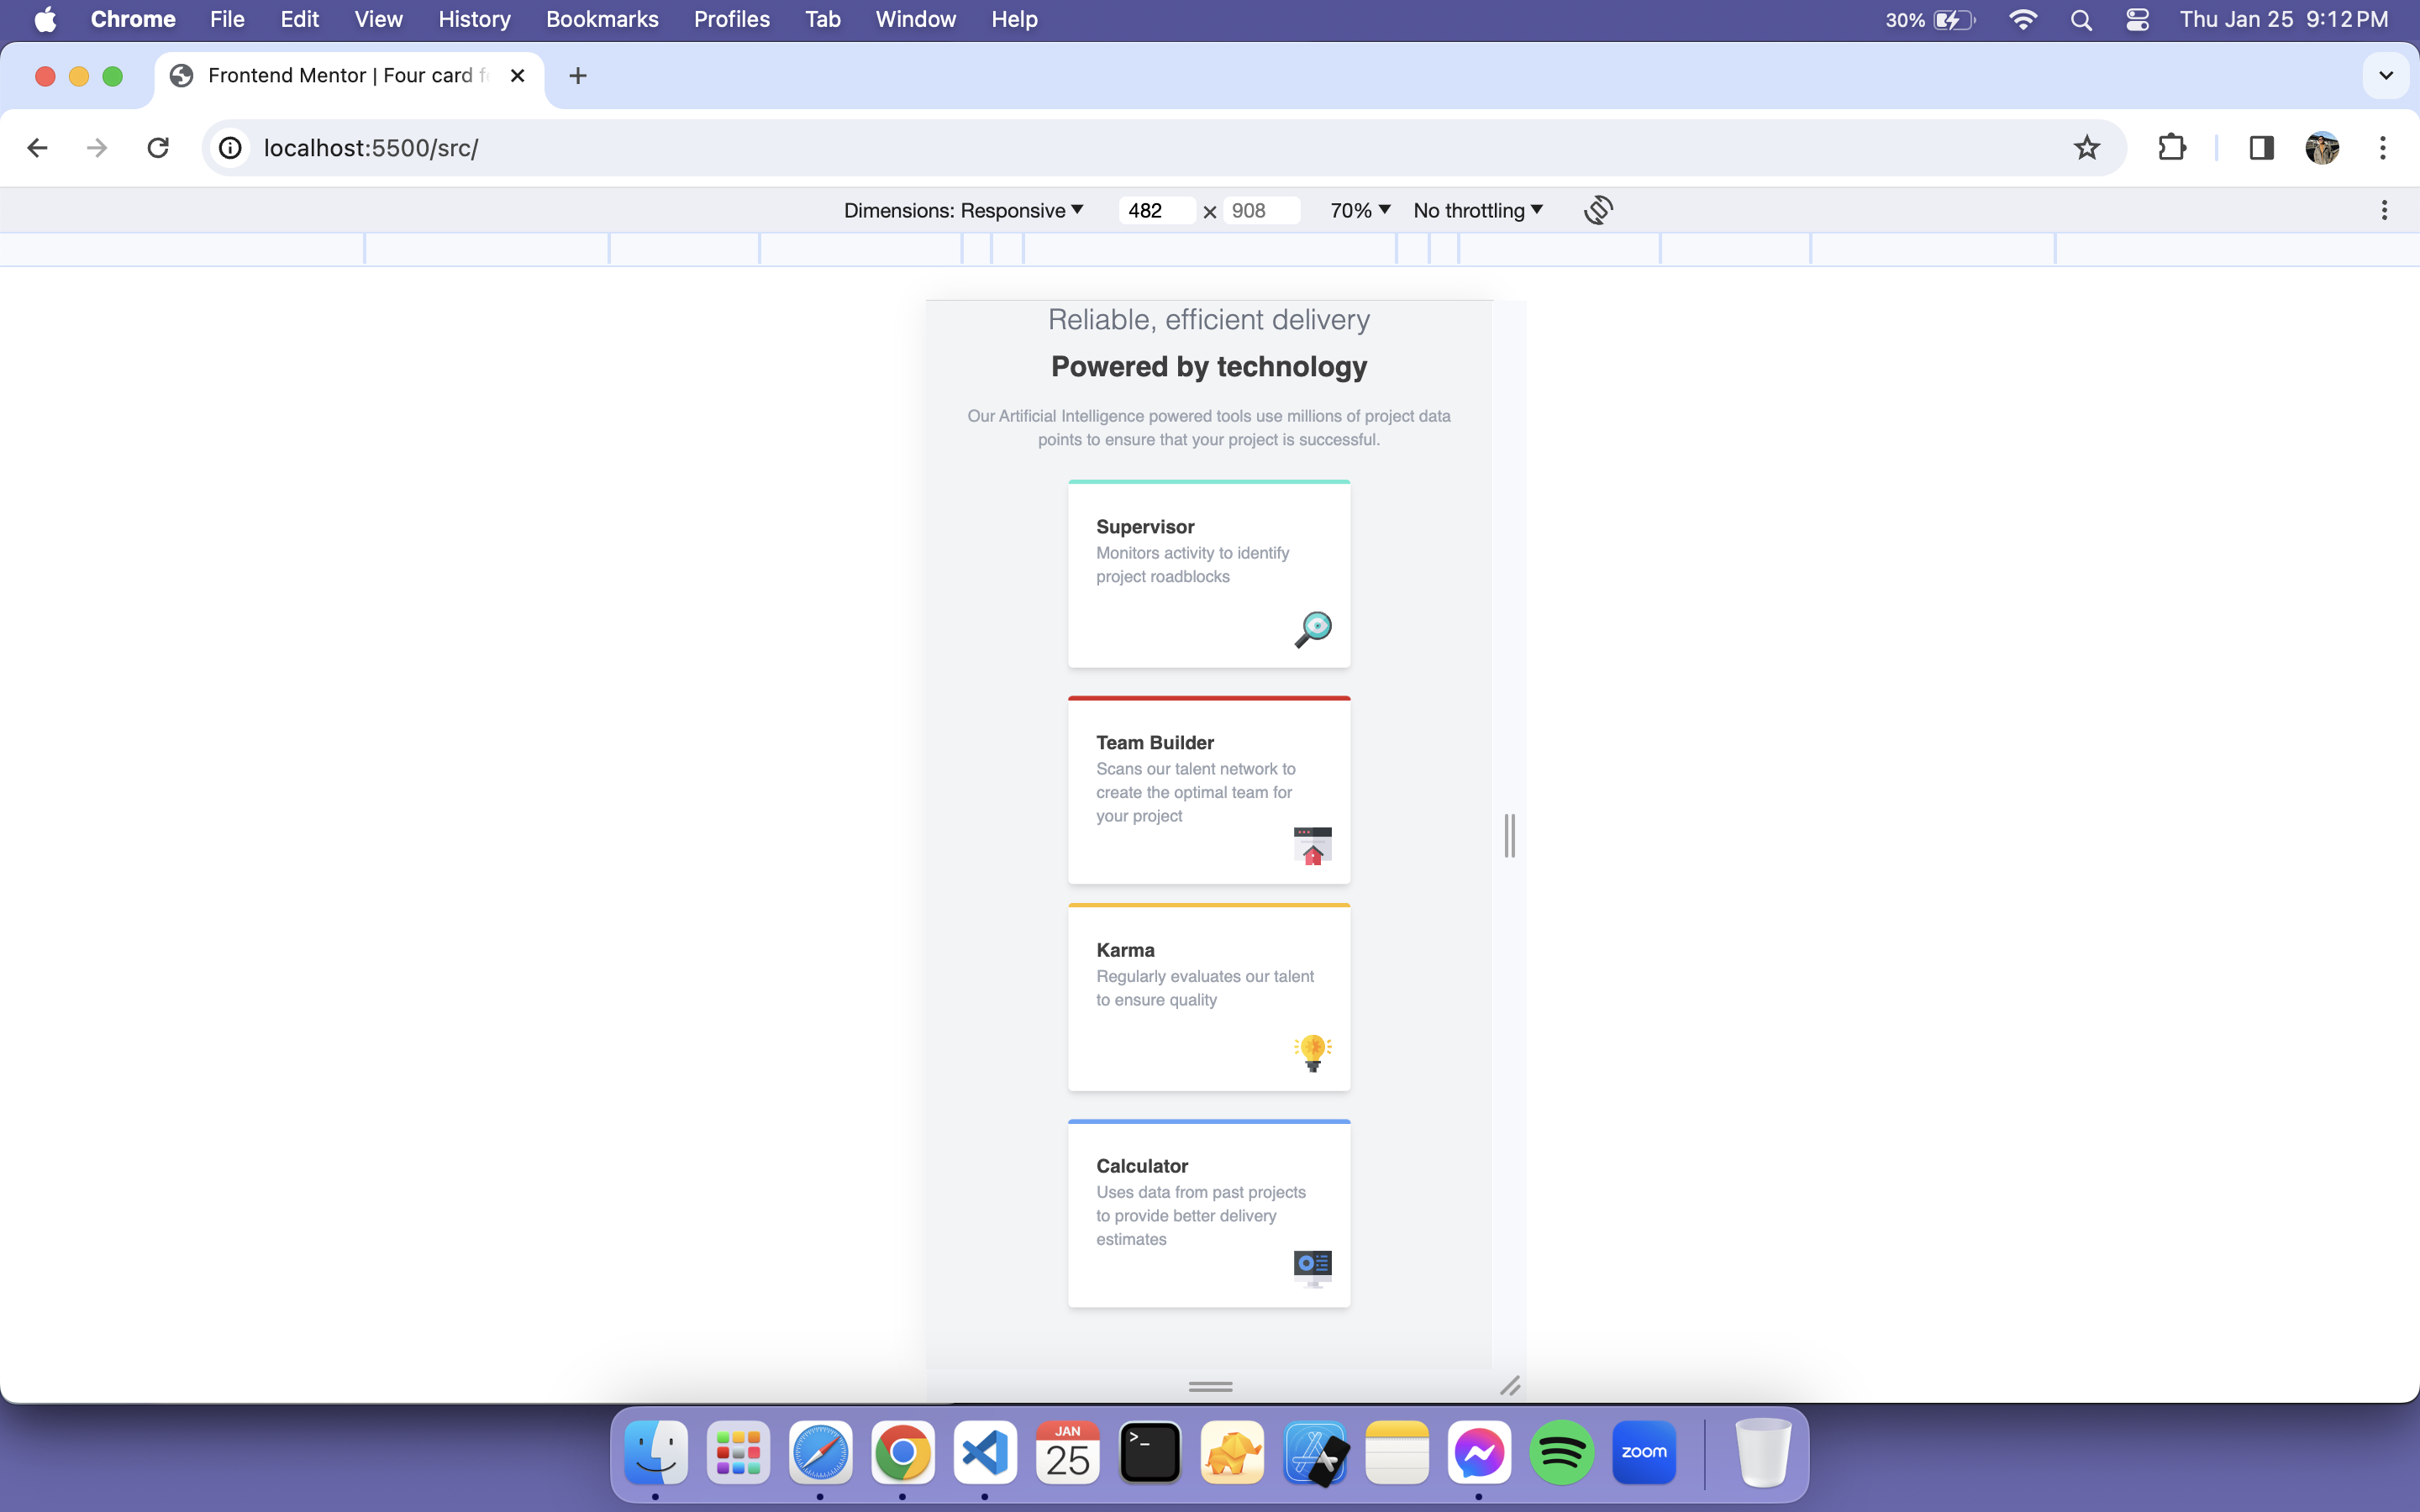 Chrome File Edit View History Bookmarks Profiles Tab Window Help 30% Thu Jan 25 9:12 PM
Frontend Mentor | Four card f
localhost:5500/src/
Dimensions: Responsive 482 × 908 70% No throttling
Reliable, efficient delivery
Powered by technology
Our Artificial Intelligence powered tools use millions of project data
points to ensure that your project is successful.
Supervisor
Monitors activity to identify
project roadblocks
Team Builder
Scans our talent network to
create the optimal team for
your project
Karma
Regularly evaluates our talent
to ensure quality
Calculator
Uses data from past projects
to provide better delivery
estimates
JAN
25
>_
zoom